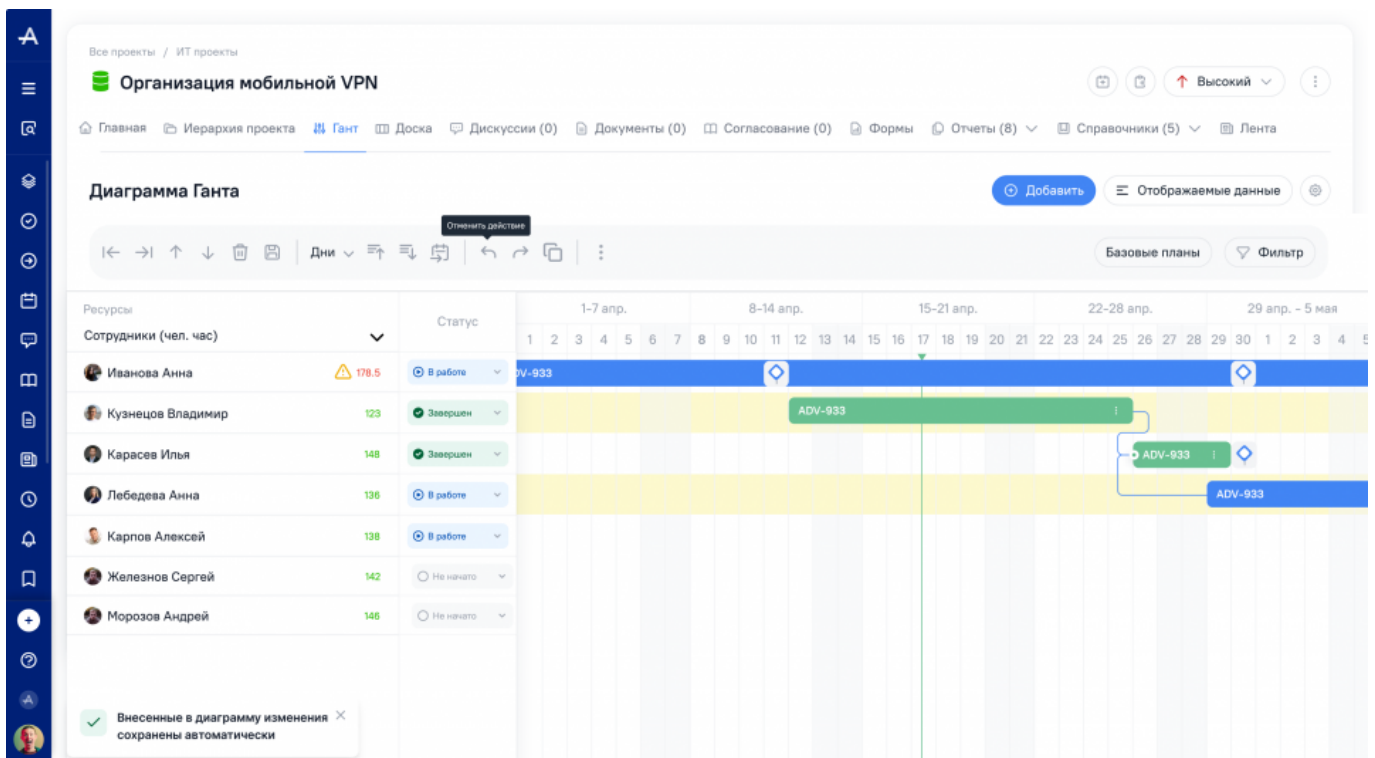 Все проекты / ИТ проекты
Организация мобильной VPN
Высокий
Главная Иерархия проекта Гант Доска Дискуссии (0) Документы (0) Согласование (0) Формы Отчеты (8) Справочники (5) Лента
Диаграмма Ганта
Добавить Отображаемые данные
Отменить действие
Дни Базовые планы Фильтр
Ресурсы Статус 1-7 апр. 8-14 апр. 15-21 апр. 22-28 апр. 29 апр. - 5 мая
Сотрудники (чел. час)
1 2 3 4 5 6 7 8 9 10 11 12 13 14 15 16 17 18 19 20 21 22 23 24 25 26 27 28 29 30 1 2 3 4 5
Иванова Анна 178.5 В работе DV-933
Кузнецов Владимир 123 Завершен ADV-933
Карасев Илья 148 Завершен ADV-933
Лебедева Анна 136 В работе ADV-933
Карпов Алексей 138 В работе
Железнов Сергей 142 Не начато
Морозов Андрей 146 Не начато
Внесенные в диаграмму изменения
сохранены автоматически